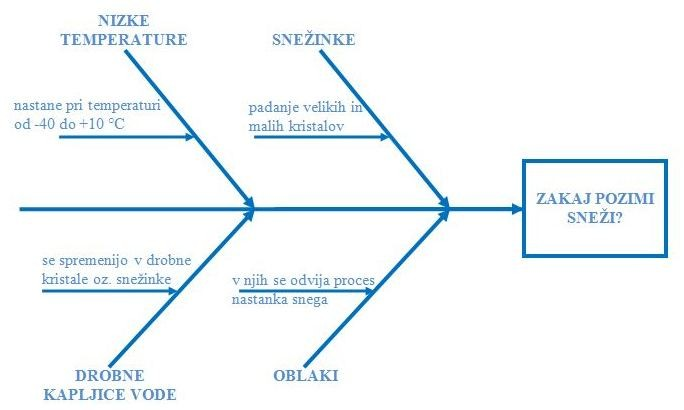 NIZKE
TEMPERATURE
SNEŽINKE
nastane pri temperaturi
od -40 do +10 °C
padanje velikih in
malih kristalov
ZAKAJ POZIMI
SNEŽI?
se spremenijo v drobne
kristale oz. snežinke
v njih se odvija proces
nastanka snega
DROBNE
KAPLJICE VODE
OBLAKI